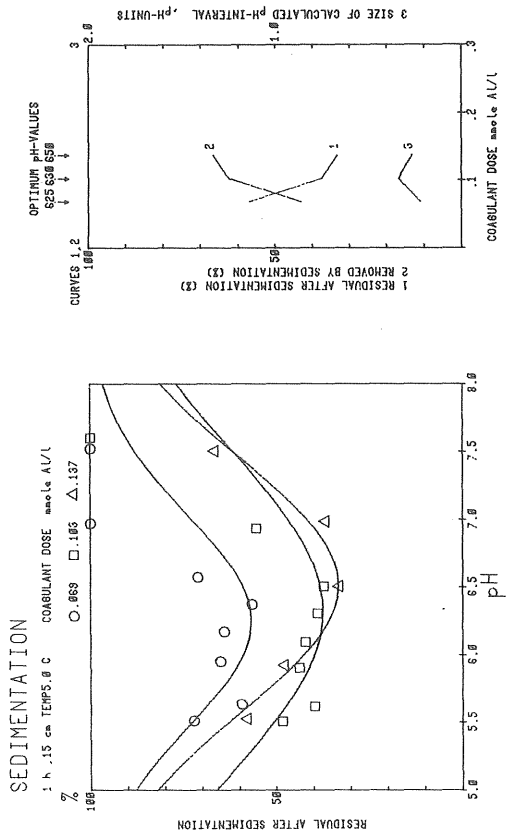 SEDIMENTATION
1 h .15 cm TEMP5.0 C COAGULANT DOSE mmole Al/l
○.069 □.103 △.137
%
100
50
RESIDUAL AFTER SEDIMENTATION
5.0 5.5 6.0 6.5 7.0 7.5 8.0
pH
OPTIMUM pH-VALUES
625 630 650
CURVES 1,2
3
100
2.0
50
1.0
1 RESIDUAL AFTER SEDIMENTATION (%)
2 REMOVED BY SEDIMENTATION (%)
3 SIZE OF CALCULATED pH-INTERVAL ,pH-UNITS
2
1
3
.1 .2 .3
COAGULANT DOSE mmole Al/l